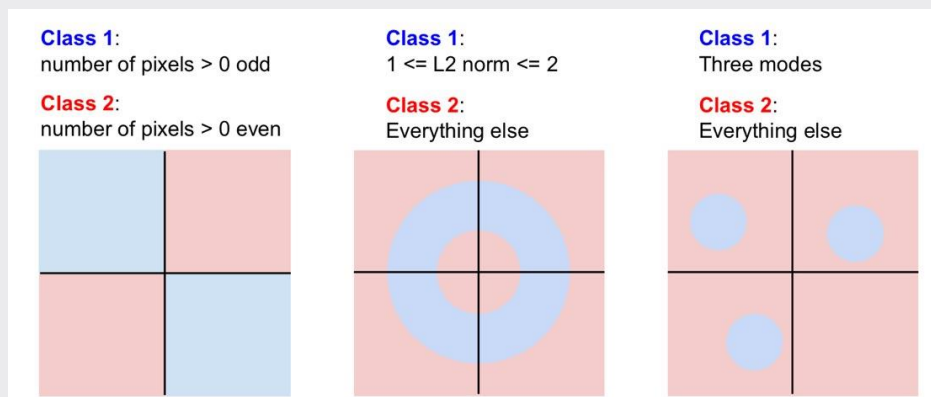 Class 1:
number of pixels > 0 odd
Class 2:
number of pixels > 0 even
Class 1:
1 <= L2 norm <= 2
Class 2:
Everything else
Class 1:
Three modes
Class 2:
Everything else